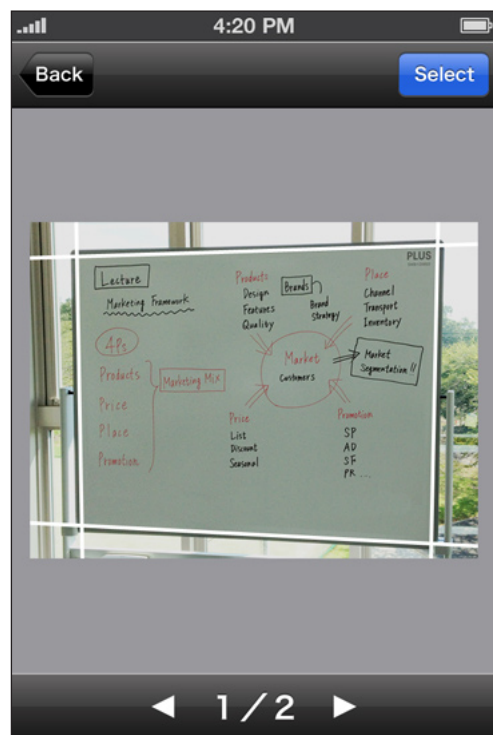 4:20 PM
Back
Select
PLUS
Lecture
Marketing Framework
4Ps
Products
Price
Place
Promotion
Marketing Mix
Products
Design
Features
Quality
Brands
Brand
Strategy
Place
Channel
Transport
Inventory
Market
Customers
Market
Segmentation !!
Price
List
Discount
Seasonal
Promotion
SP
AD
SF
PR ...
1/2